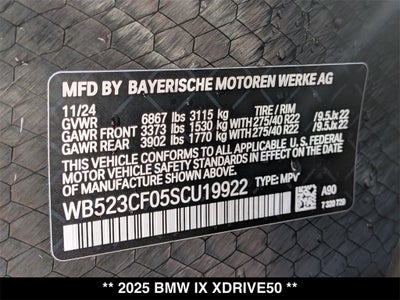 MFD BY BAYERISCHE MOTOREN WERKE AG
11/24
GVWR 6867 lbs 3115 kg TIRE / RIM
GAWR FRONT 3373 lbs 1530 kg WITH 275/40 R22 /9.5Jx22
GAWR REAR 3902 lbs 1770 kg WITH 275/40 R22 /9.5Jx22
THIS VEHICLE CONFORMS TO ALL APPLICABLE U.S. FEDERAL
MOTOR VEHICLE SAFETY STANDARDS IN EFFECT ON THE
DATE OF MANUFACTURE SHOWN ABOVE.
WB523CF05SCU19922 TYPE: MPV
A90
** 2025 BMW IX XDRIVE50 **